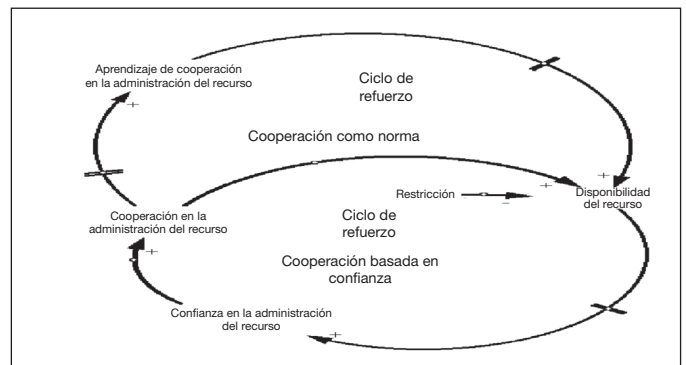 Aprendizaje de cooperación
en la administración del recurso
+
Ciclo de
refuerzo
Cooperación como norma
+
Restricción
+
–
Disponibilidad
del recurso
Cooperación en la
administración del recurso
+
Ciclo de
refuerzo
Cooperación basada en
confianza
Confianza en la administración
del recurso
+